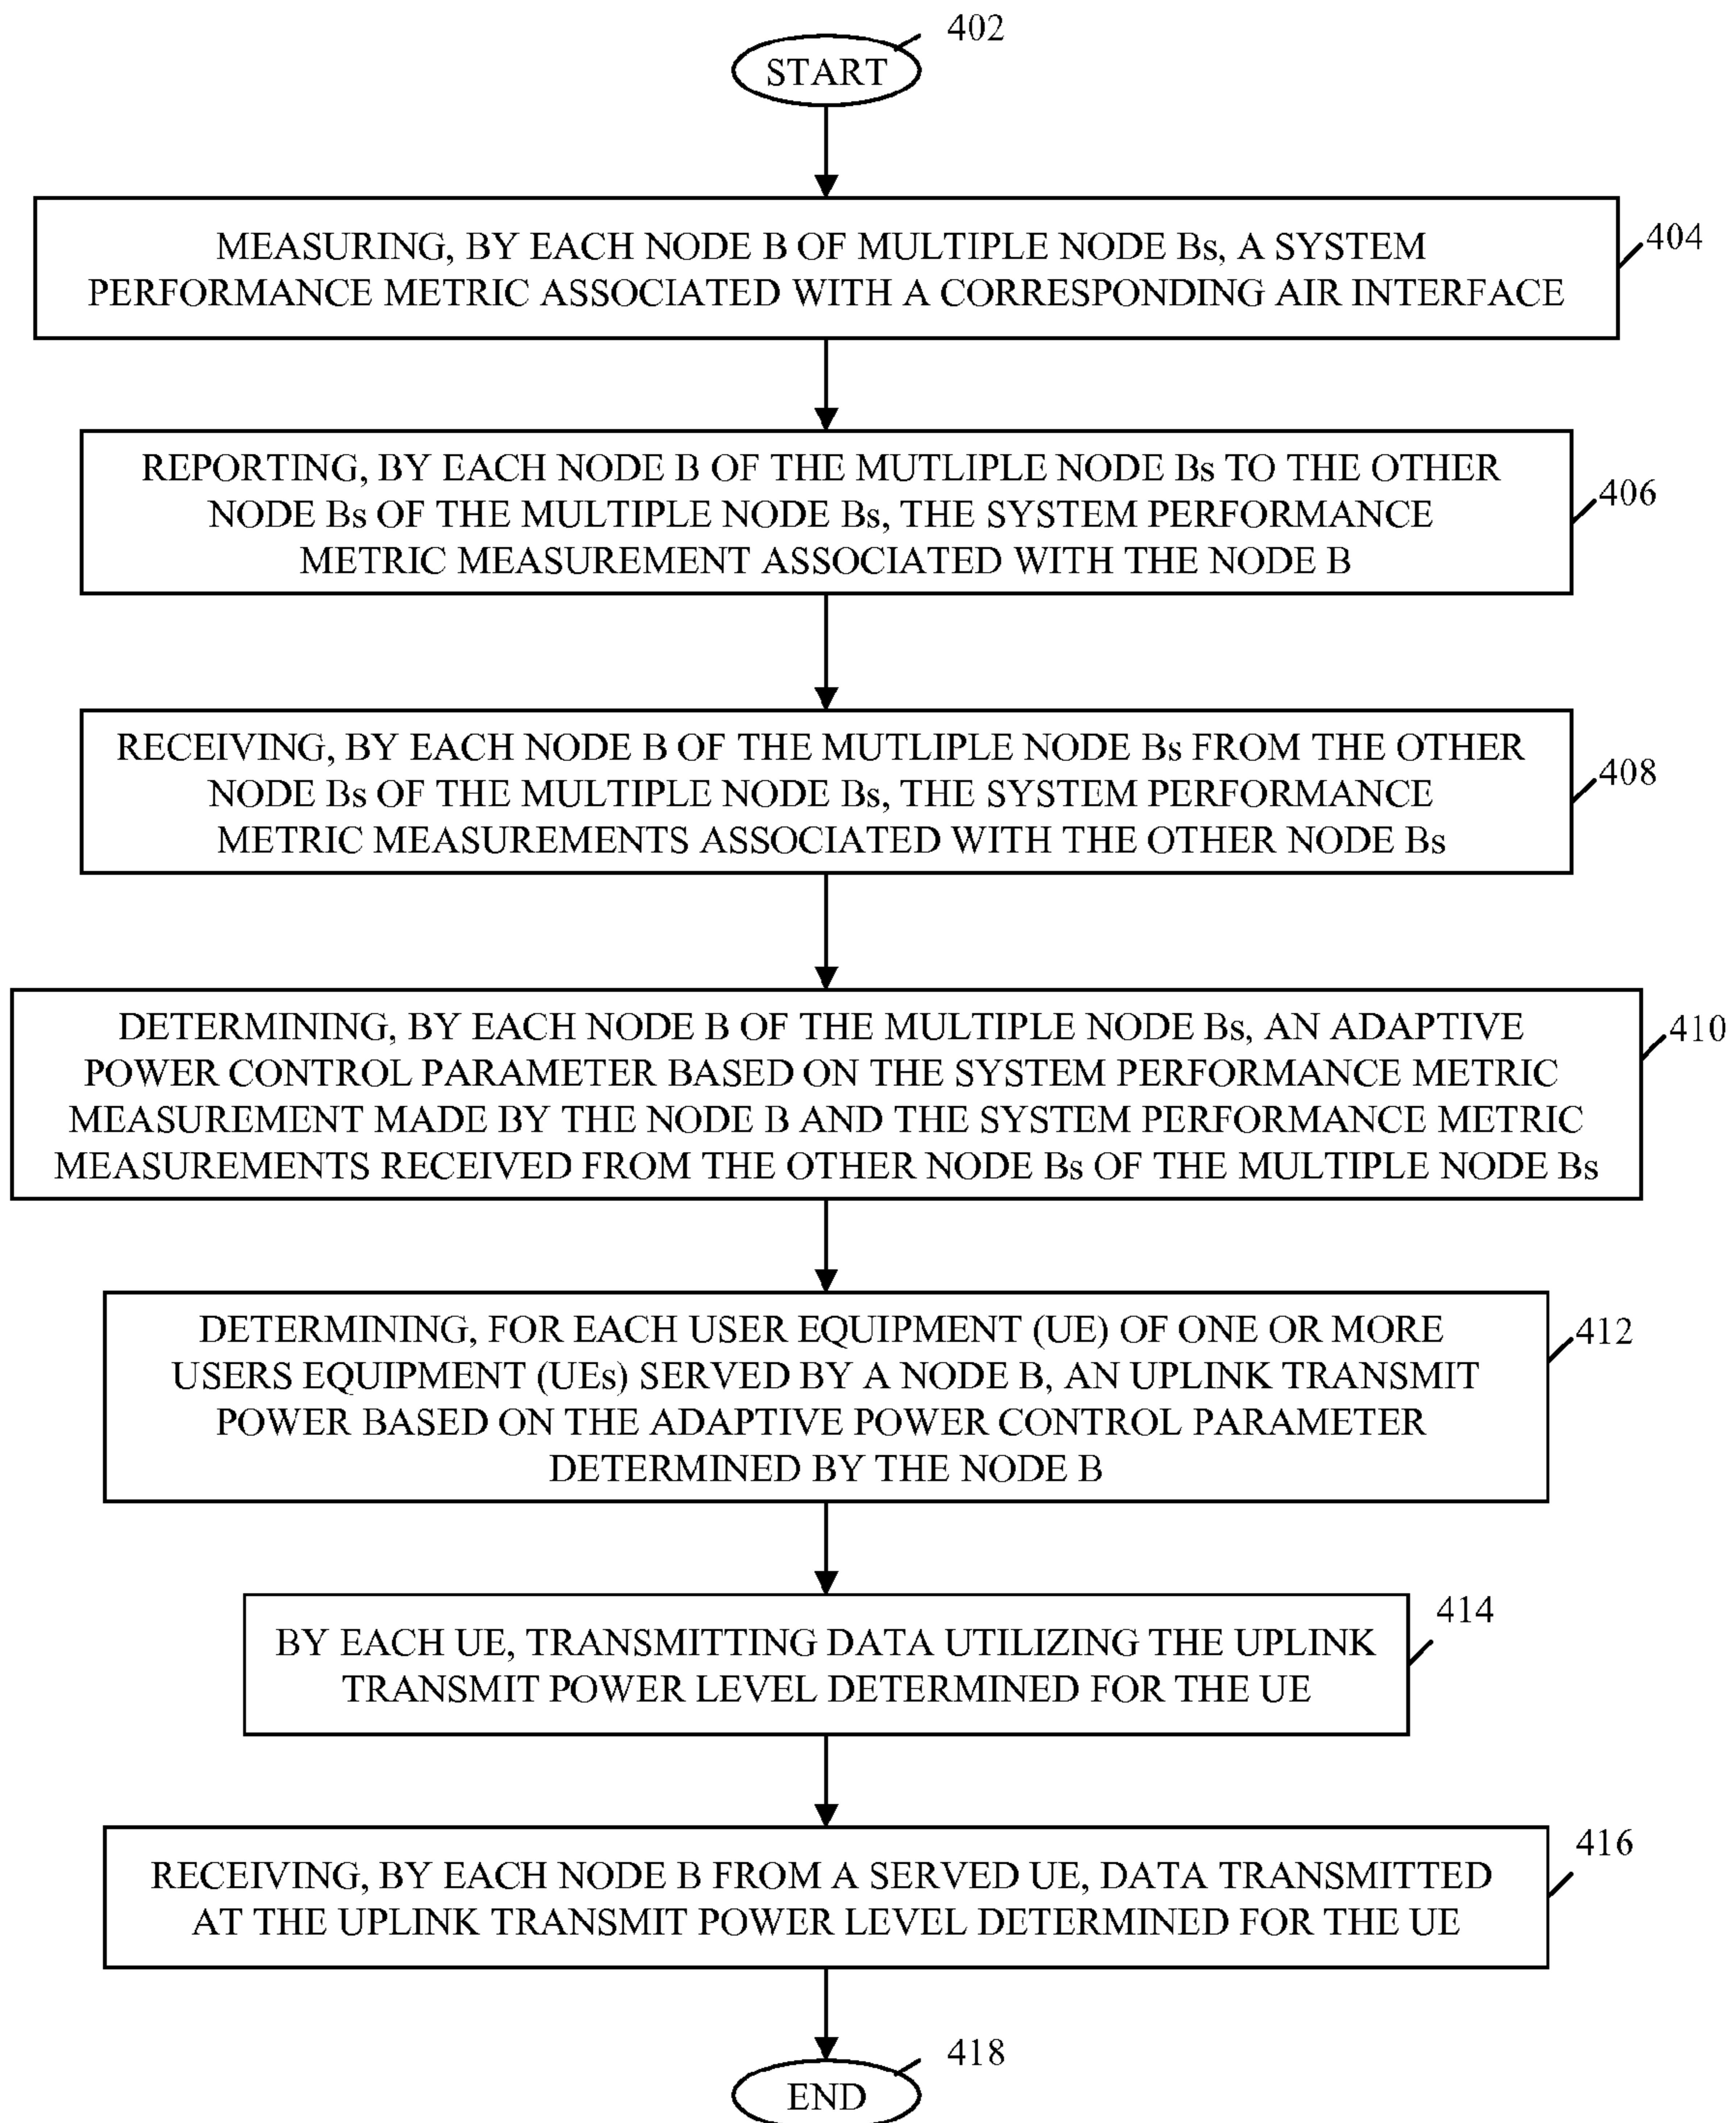 402
START
404
MEASURING, BY EACH NODE B OF MULTIPLE NODE Bs, A SYSTEM
PERFORMANCE METRIC ASSOCIATED WITH A CORRESPONDING AIR INTERFACE
REPORTING, BY EACH NODE B OF THE MUTLIPLE NODE Bs TO THE OTHER
NODE Bs OF THE MULTIPLE NODE Bs, THE SYSTEM PERFORMANCE
METRIC MEASUREMENT ASSOCIATED WITH THE NODE B
406
RECEIVING, BY EACH NODE B OF THE MUTLIPLE NODE Bs FROM THE OTHER
NODE Bs OF THE MULTIPLE NODE Bs, THE SYSTEM PERFORMANCE
METRIC MEASUREMENTS ASSOCIATED WITH THE OTHER NODE Bs
408
DETERMINING, BY EACH NODE B OF THE MULTIPLE NODE Bs, AN ADAPTIVE
POWER CONTROL PARAMETER BASED ON THE SYSTEM PERFORMANCE METRIC
MEASUREMENT MADE BY THE NODE B AND THE SYSTEM PERFORMANCE METRIC
MEASUREMENTS RECEIVED FROM THE OTHER NODE Bs OF THE MULTIPLE NODE Bs
410
DETERMINING, FOR EACH USER EQUIPMENT (UE) OF ONE OR MORE
USERS EQUIPMENT (UEs) SERVED BY A NODE B, AN UPLINK TRANSMIT
POWER BASED ON THE ADAPTIVE POWER CONTROL PARAMETER
DETERMINED BY THE NODE B
412
414
BY EACH UE, TRANSMITTING DATA UTILIZING THE UPLINK
TRANSMIT POWER LEVEL DETERMINED FOR THE UE
416
RECEIVING, BY EACH NODE B FROM A SERVED UE, DATA TRANSMITTED
AT THE UPLINK TRANSMIT POWER LEVEL DETERMINED FOR THE UE
418
END